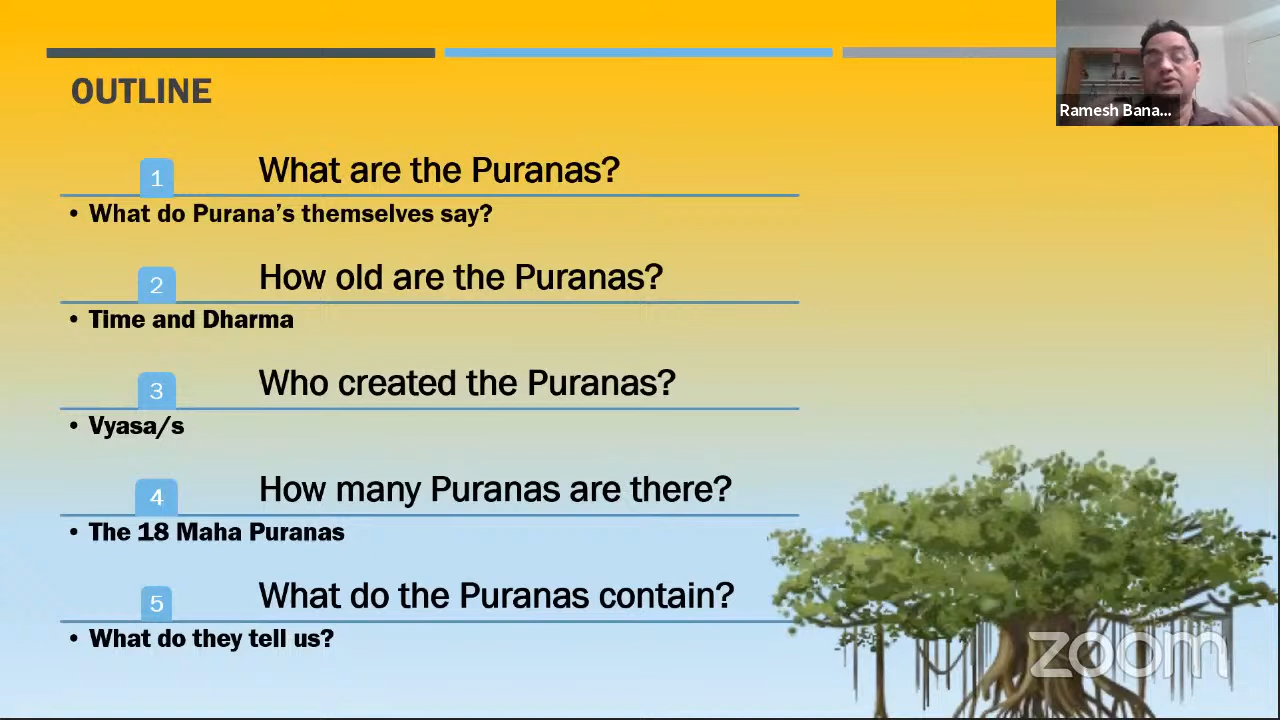 OUTLINE
Ramesh Bana...
1 What are the Puranas?
• What do Purana's themselves say?
2 How old are the Puranas?
• Time and Dharma
3 Who created the Puranas?
• Vyasa/s
4 How many Puranas are there?
• The 18 Maha Puranas
5 What do the Puranas contain?
• What do they tell us?
zoom